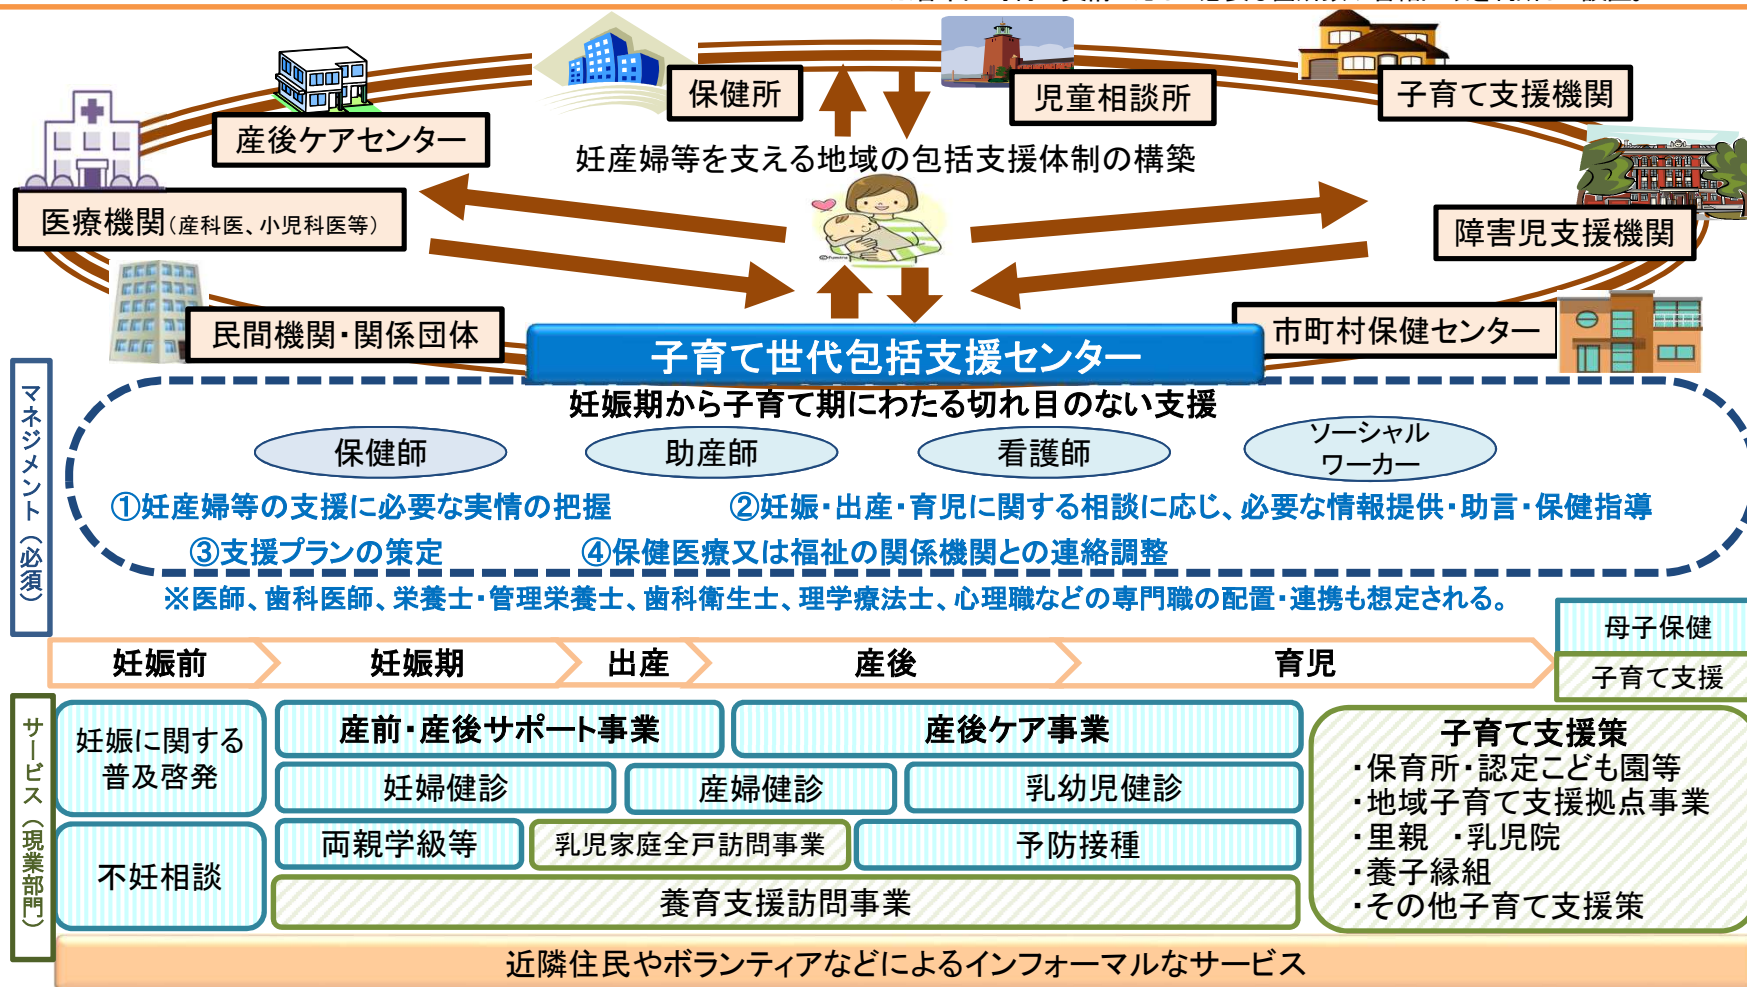 保健所
児童相談所
子育て支援機関
産後ケアセンター
妊産婦等を支える地域の包括支援体制の構築
医療機関(産科医、小児科医等)
障害児支援機関
民間機関・関係団体
市町村保健センター
子育て世代包括支援センター
マネジメント(必須)
妊娠期から子育て期にわたる切れ目のない支援
保健師
助産師
看護師
ソーシャル
ワーカー
①妊産婦等の支援に必要な実情の把握
②妊娠・出産・育児に関する相談に応じ、必要な情報提供・助言・保健指導
③支援プランの策定
④保健医療又は福祉の関係機関との連絡調整
※医師、歯科医師、栄養士・管理栄養士、歯科衛生士、理学療法士、心理職などの専門職の配置・連携も想定される。
母子保健
子育て支援
妊娠前
妊娠期
出産
産後
育児
サービス(現業部門)
妊娠に関する
普及啓発
産前・産後サポート事業
産後ケア事業
妊婦健診
産婦健診
乳幼児健診
不妊相談
両親学級等
乳児家庭全戸訪問事業
予防接種
養育支援訪問事業
子育て支援策
・保育所・認定こども園等
・地域子育て支援拠点事業
・里親 ・乳児院
・養子縁組
・その他子育て支援策
近隣住民やボランティアなどによるインフォーマルなサービス